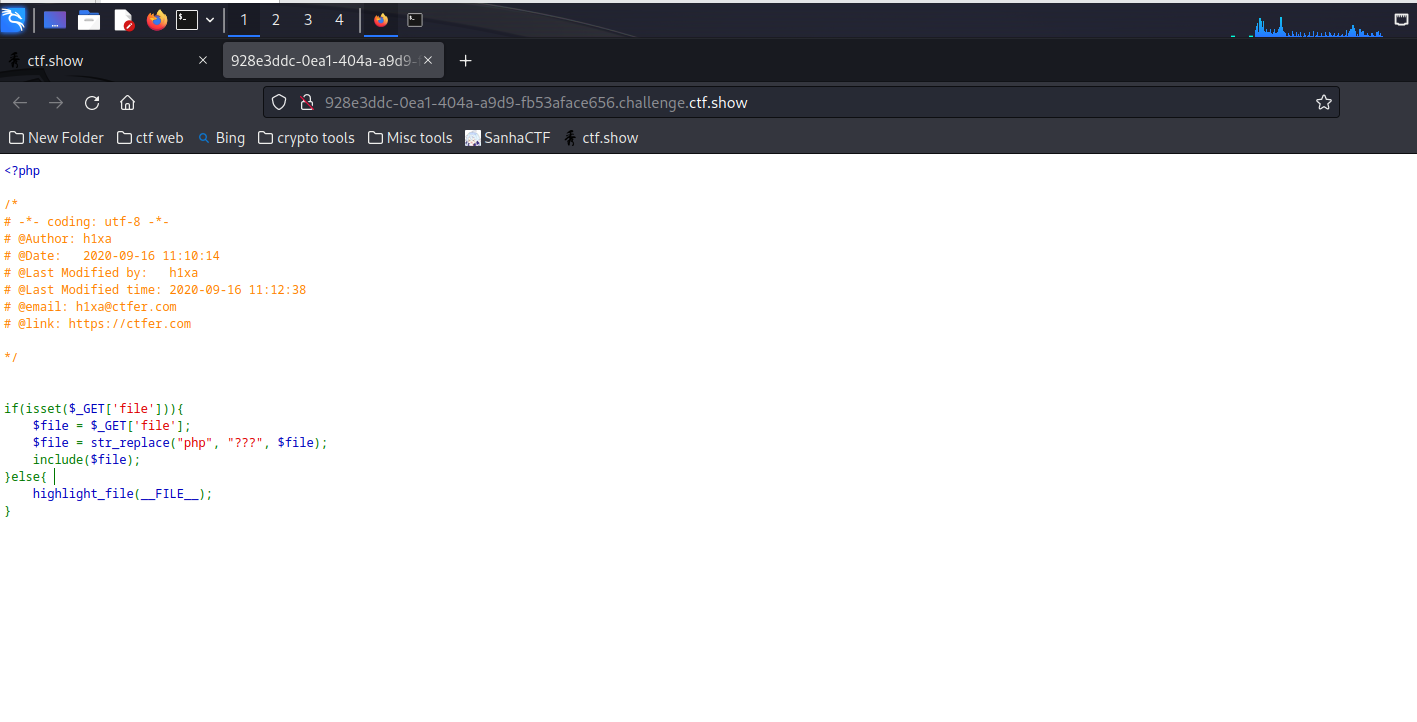 1 2 3 4
ctf.show
928e3ddc-0ea1-404a-a9d9-
928e3ddc-0ea1-404a-a9d9-fb53aface656.challenge.ctf.show
New Folder ctf web Bing crypto tools Misc tools SanhaCTF ctf.show
<?php
/*
# -*- coding: utf-8 -*-
# @Author: h1xa
# @Date:   2020-09-16 11:10:14
# @Last Modified by:   h1xa
# @Last Modified time: 2020-09-16 11:12:38
# @email: h1xa@ctfer.com
# @link: https://ctfer.com
*/
if(isset($_GET['file'])){
    $file = $_GET['file'];
    $file = str_replace("php", "???", $file);
    include($file);
}else{
    highlight_file(__FILE__);
}